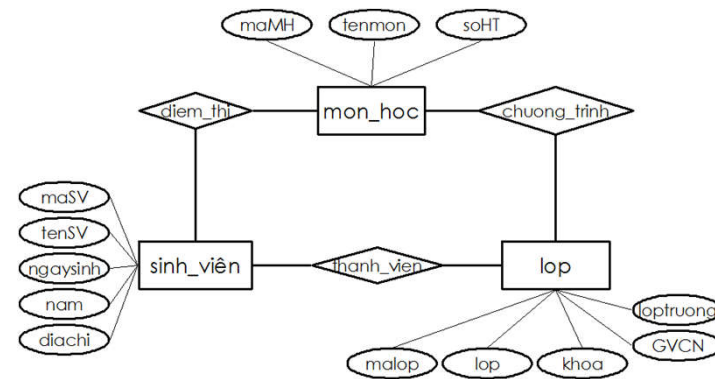 maMH tenmon soHT
diem_thi mon_hoc chuong_trinh
maSV
tenSV
ngaysinh sinh_viên thanh_vien lop
nam
diachi
loptruong
GVCN
malop lop khoa